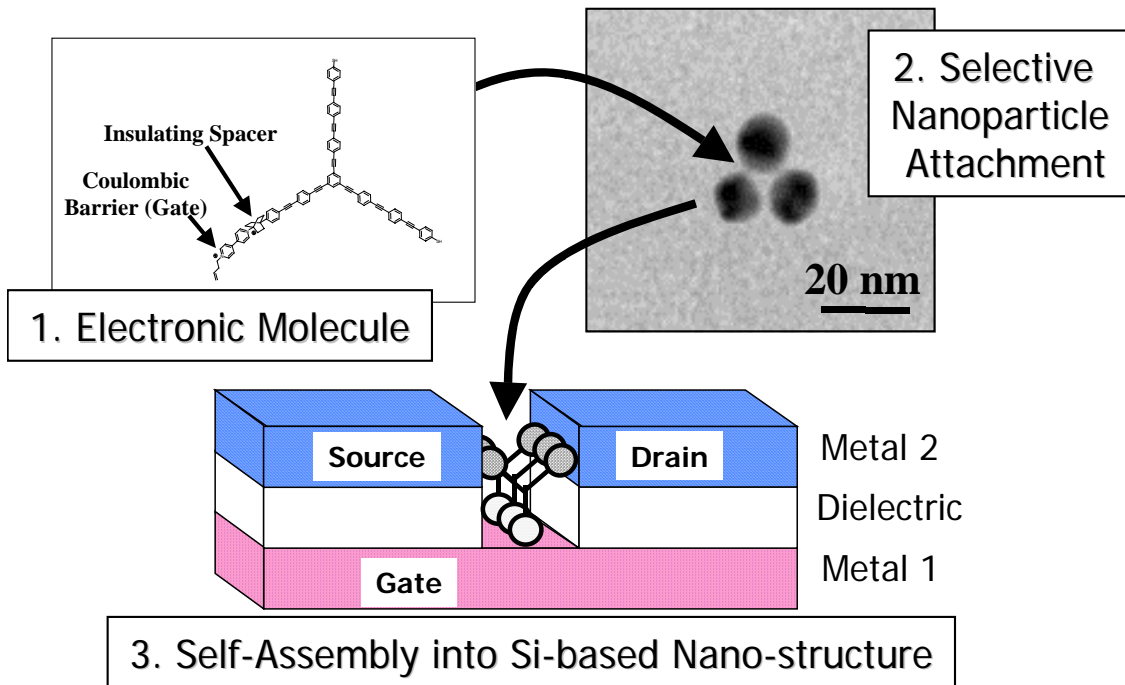 Insulating Spacer
Coulombic
Barrier (Gate)
1. Electronic Molecule
2. Selective
Nanoparticle
Attachment
20 nm
Source
Drain
Gate
Metal 2
Dielectric
Metal 1
3. Self-Assembly into Si-based Nano-structure